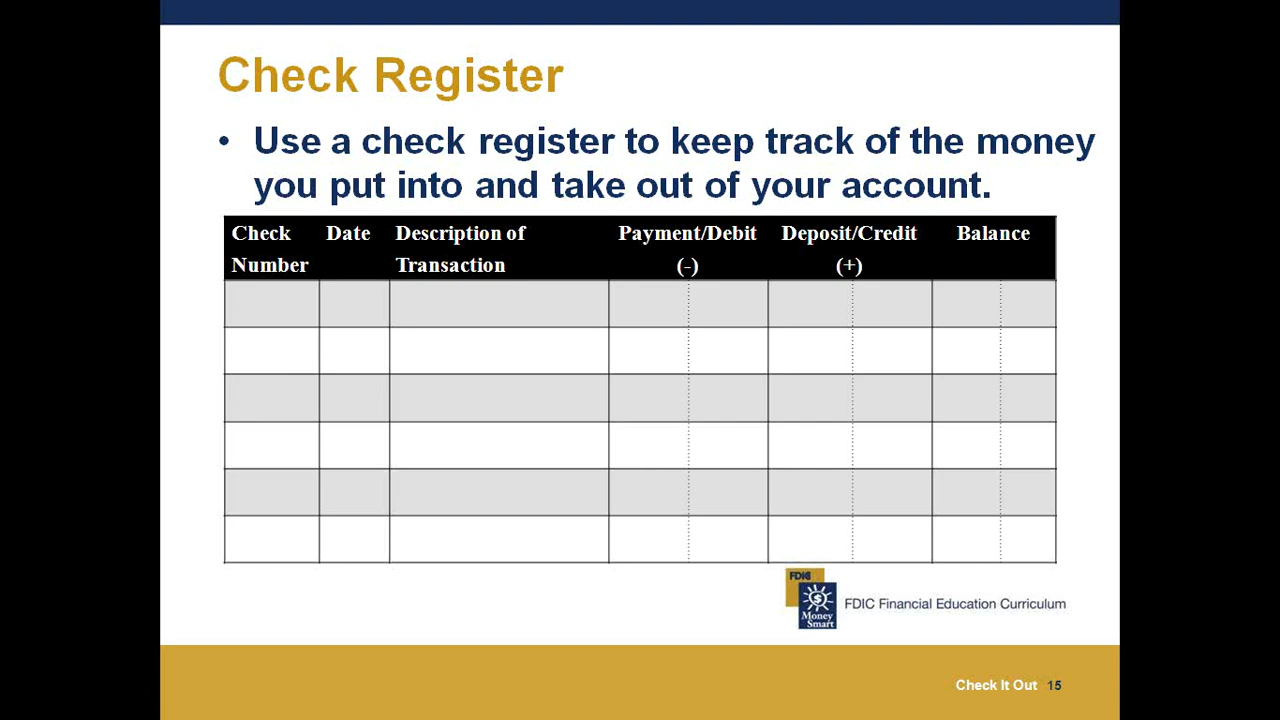 Check Register
• Use a check register to keep track of the money
you put into and take out of your account.
Check Date Description of Payment/Debit Deposit/Credit Balance
Number Transaction (-) (+)
FDIC
Money
Smart
FDIC Financial Education Curriculum
Check It Out 15